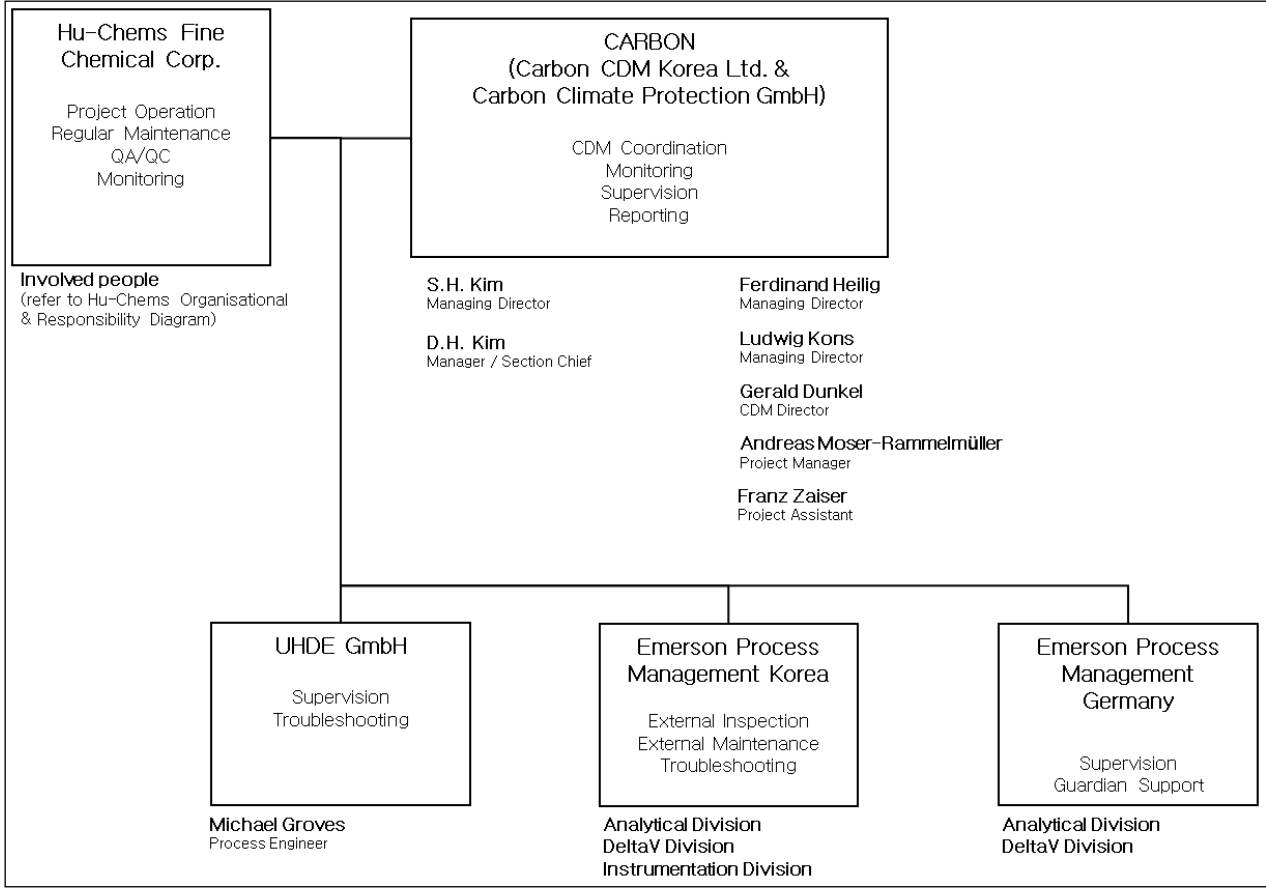 Hu-Chems Fine
Chemical Corp.
Project Operation
Regular Maintenance
QA/QC
Monitoring
Involved people
(refer to Hu-Chems Organisational
& Responsibility Diagram)
CARBON
(Carbon CDM Korea Ltd. &
Carbon Climate Protection GmbH)
CDM Coordination
Monitoring
Supervision
Reporting
S.H. Kim
Managing Director
D.H. Kim
Manager / Section Chief
Ferdinand Heilig
Managing Director
Ludwig Kons
Managing Director
Gerald Dunkel
CDM Director
Andreas Moser-Rammelmüller
Project Manager
Franz Zaiser
Project Assistant
UHDE GmbH
Supervision
Troubleshooting
Michael Groves
Process Engineer
Emerson Process
Management Korea
External Inspection
External Maintenance
Troubleshooting
Analytical Division
DeltaV Division
Instrumentation Division
Emerson Process
Management
Germany
Supervision
Guardian Support
Analytical Division
DeltaV Division